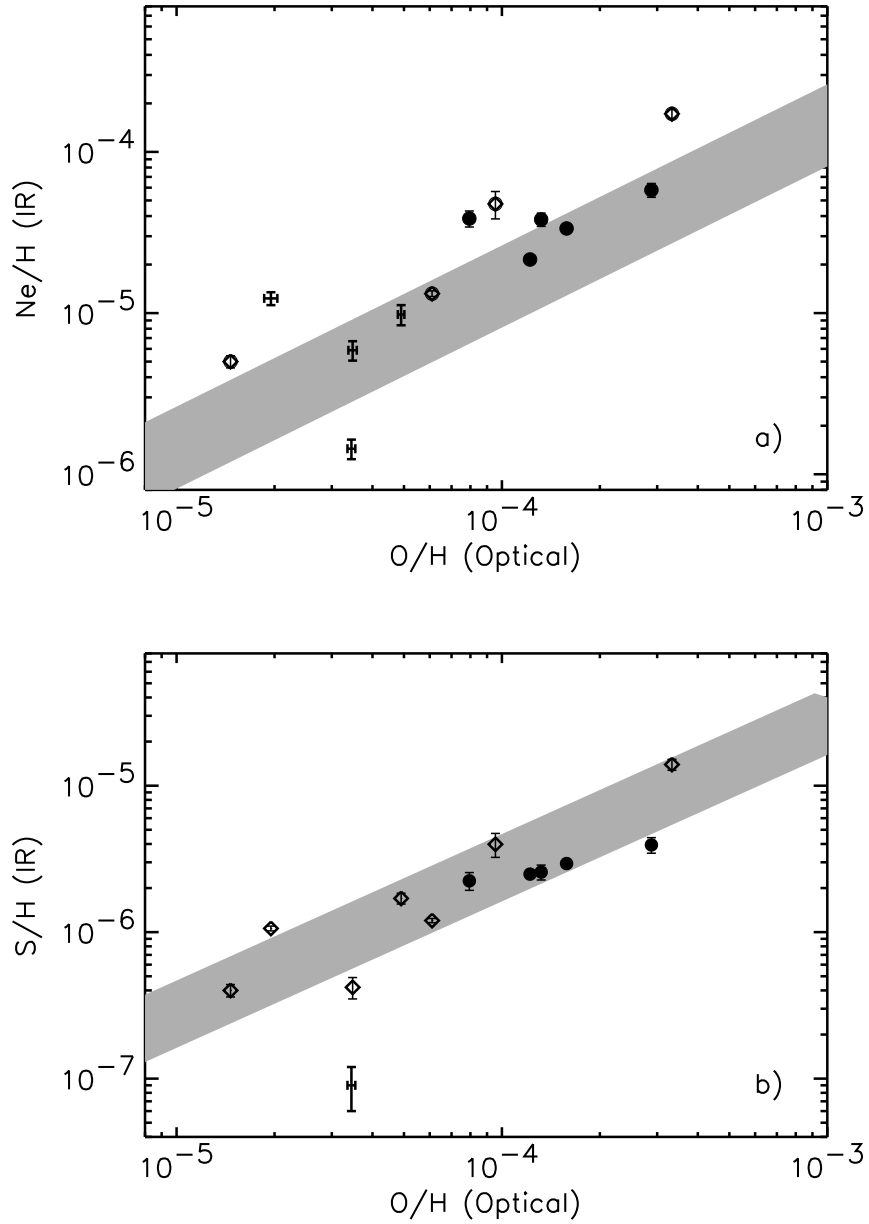 10⁻⁴
10⁻⁵
10⁻⁶
Ne/H (IR)
a)
10⁻⁵ 10⁻⁴ 10⁻³
O/H (Optical)
10⁻⁵
10⁻⁶
10⁻⁷
S/H (IR)
b)
10⁻⁵ 10⁻⁴ 10⁻³
O/H (Optical)